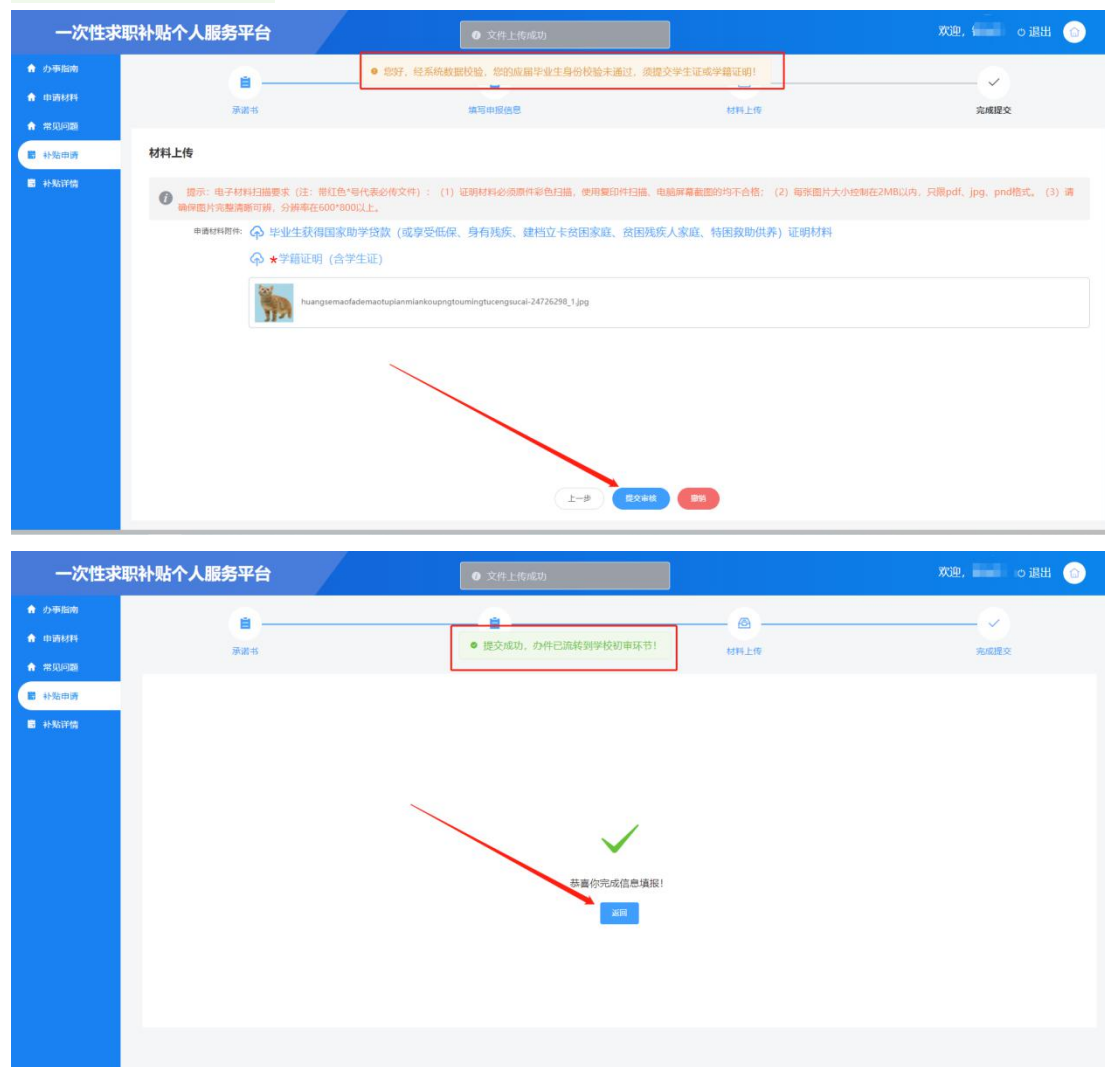 一次性求职补贴个人服务平台
文件上传成功
欢迎, 退出
办事指南
申请材料
常见问题
补贴申请
补贴详情
您好，经系统数据校验，您的应届毕业生身份校验未通过，须提交学生证或学籍证明！
承诺书
填写申报信息
材料上传
完成提交
材料上传
提示：电子材料扫描要求（注：带红色*号代表必传文件）：（1）证明材料必须原件彩色扫描，使用复印件扫描、电脑屏幕截图的均不合格；（2）每张图片大小控制在2MB以内，只限pdf、jpg、pnd格式。（3）请
确保图片完整清晰可辨，分辨率在600*800以上。
申请材料附件: 毕业生获得国家助学贷款（或享受低保、身有残疾、建档立卡贫困家庭、贫困残疾人家庭、特困救助供养）证明材料
★学籍证明（含学生证）
huangsemaofademaotupianmiankoupngtoumingtucengsucai-24726298_1.jpg
上一步
提交审核
撤销
一次性求职补贴个人服务平台
文件上传成功
欢迎, 退出
办事指南
申请材料
常见问题
补贴申请
补贴详情
提交成功，办件已流转到学校初审环节！
承诺书
材料上传
完成提交
恭喜你完成信息填报！
返回